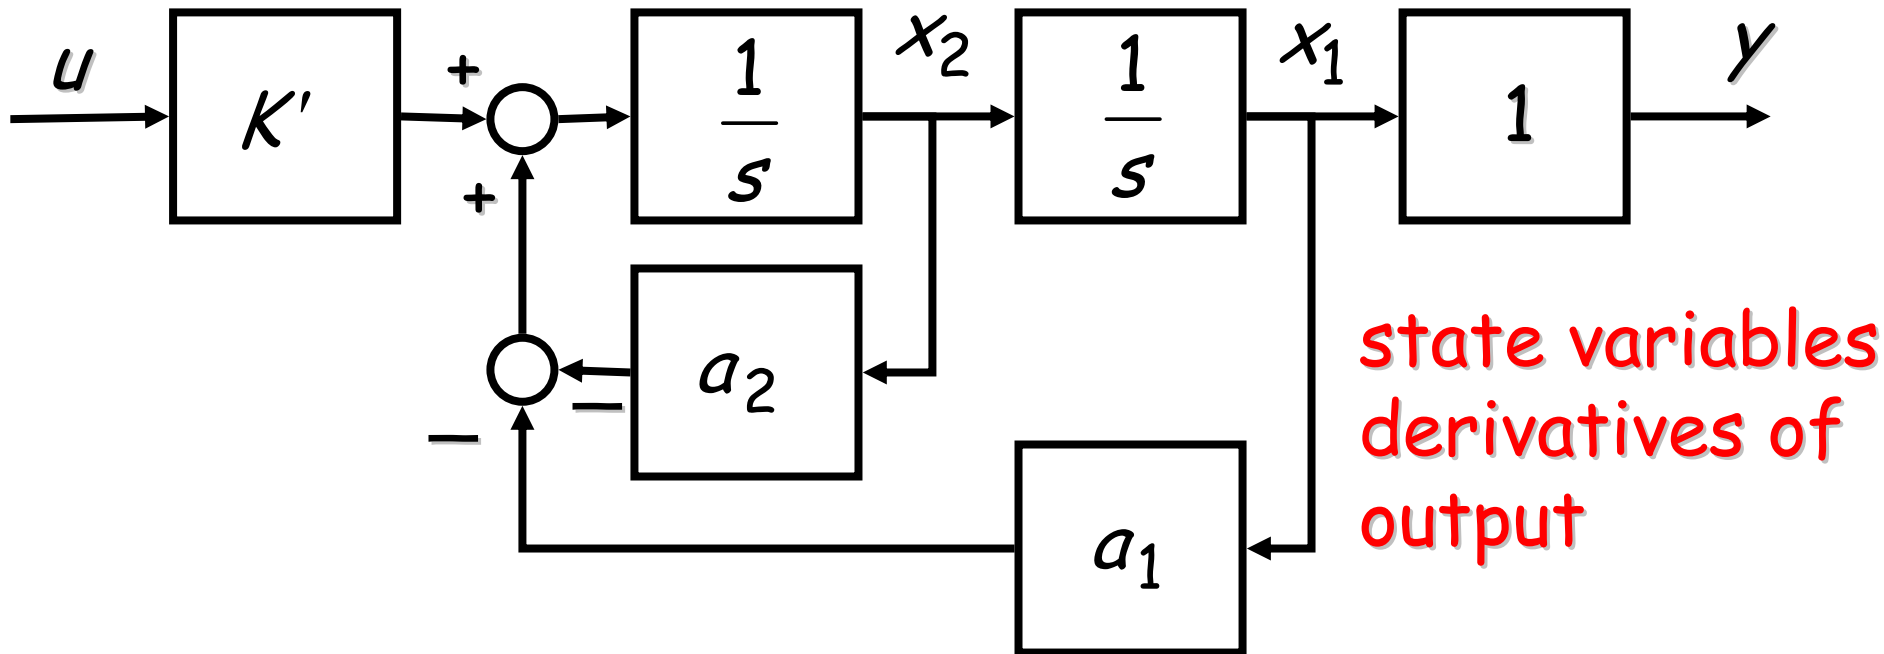 u
K'
+
+
1
s
x2
1
s
x1
1
y
a2
−
−
a1
state variables
derivatives of
output